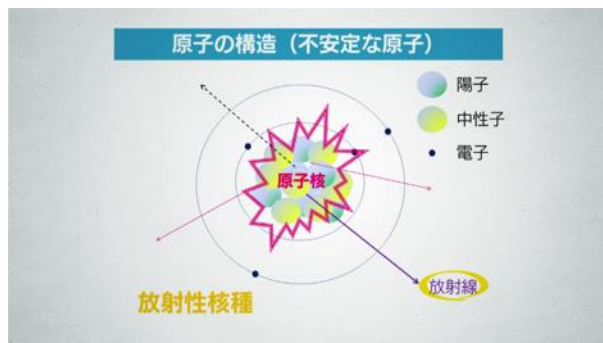 原子の構造（不安定な原子）
陽子
中性子
電子
原子核
放射線
放射性核種